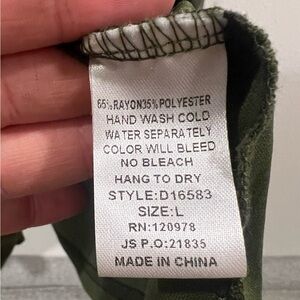 65%RAYON35%POLYESTER
HAND WASH COLD
WATER SEPARATELY
COLOR WILL BLEED
NO BLEACH
HANG TO DRY
STYLE:D16583
SIZE:L
RN:120978
JS P.O:21835
MADE IN CHINA